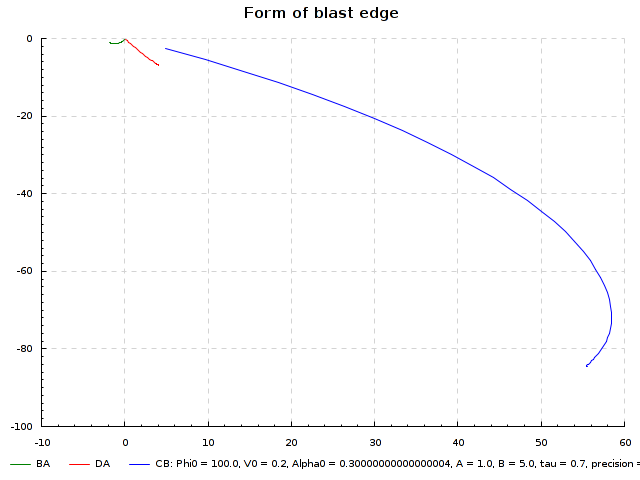 Form of blast edge
0
-20
-40
-60
-80
-100
-10 0 10 20 30 40 50 60
BA DA CB: Phi0 = 100.0, V0 = 0.2, Alpha0 = 0.30000000000000004, A = 1.0, B = 5.0, tau = 0.7, precision =